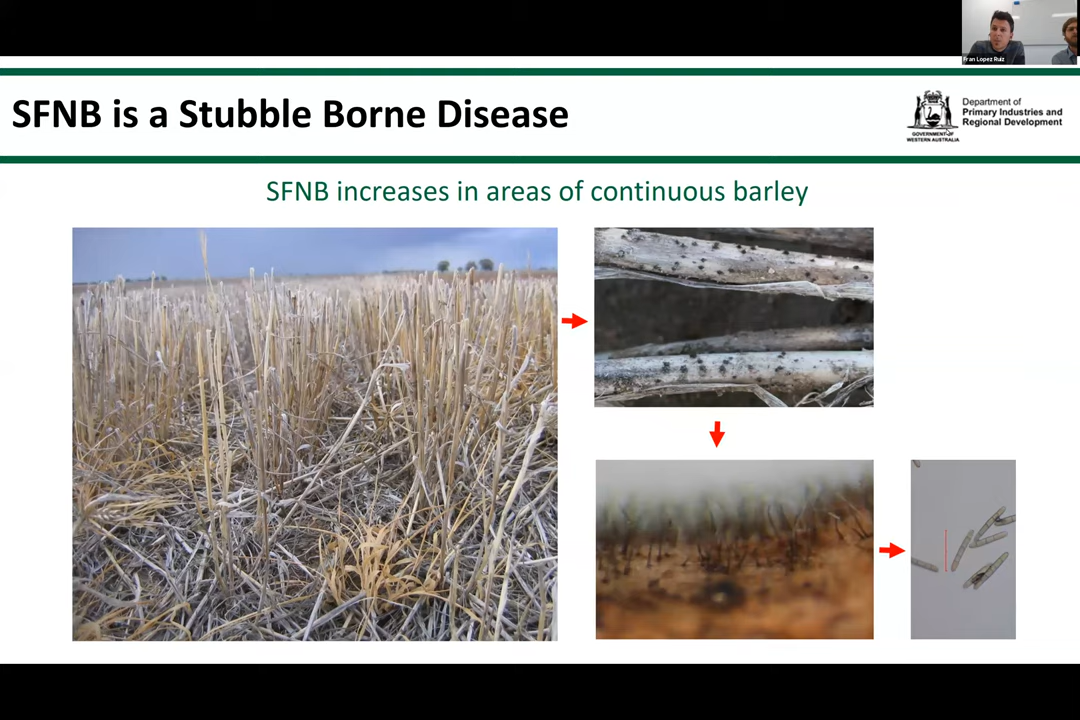 Fran Lopez Ruiz
SFNB is a Stubble Borne Disease
GOVERNMENT OF
WESTERN AUSTRALIA
Department of
Primary Industries and
Regional Development
SFNB increases in areas of continuous barley